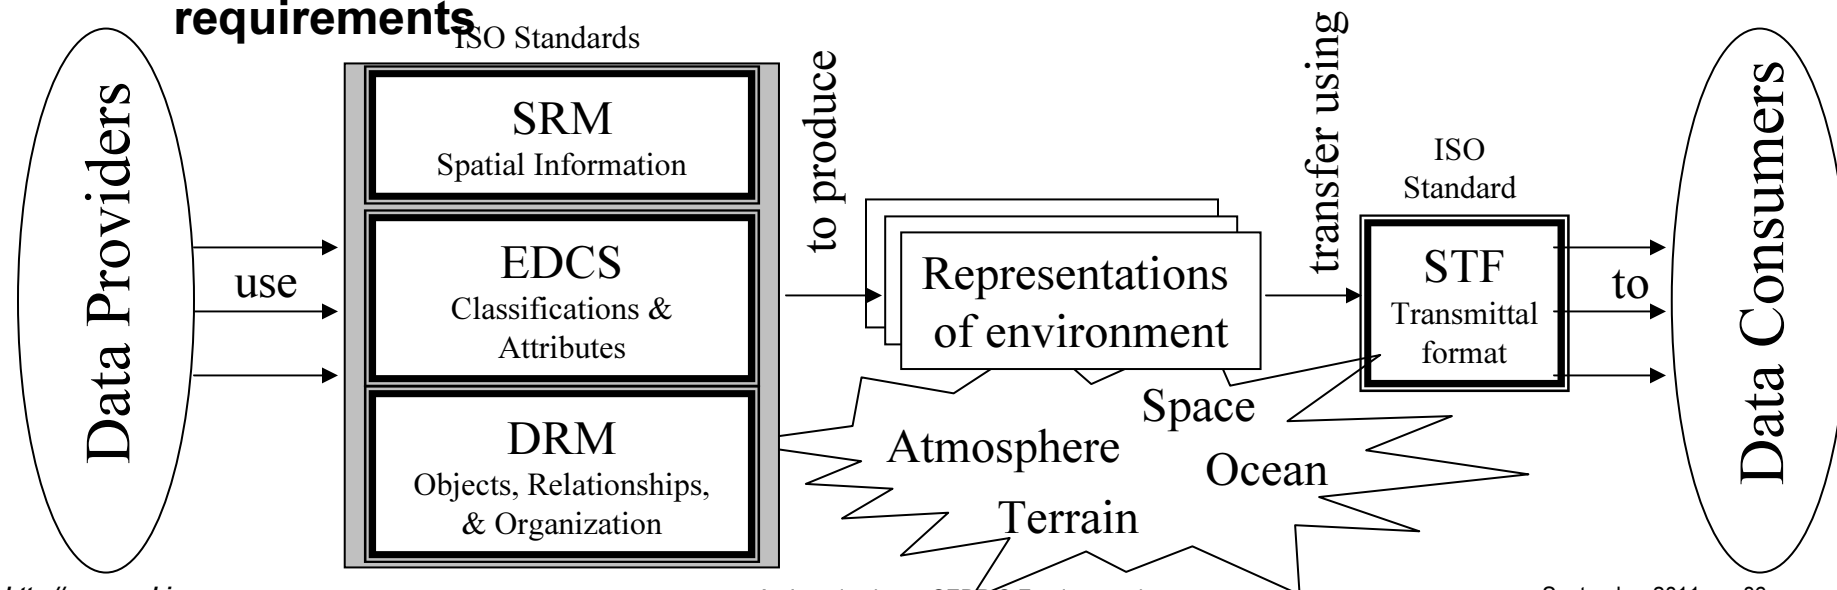 requirements
ISO Standards
Data Providers
use
SRM
Spatial Information
EDCS
Classifications &
Attributes
DRM
Objects, Relationships,
& Organization
to produce
Representations
of environment
Space
Atmosphere
Ocean
Terrain
transfer using
ISO
Standard
STF
Transmittal
format
to
Data Consumers